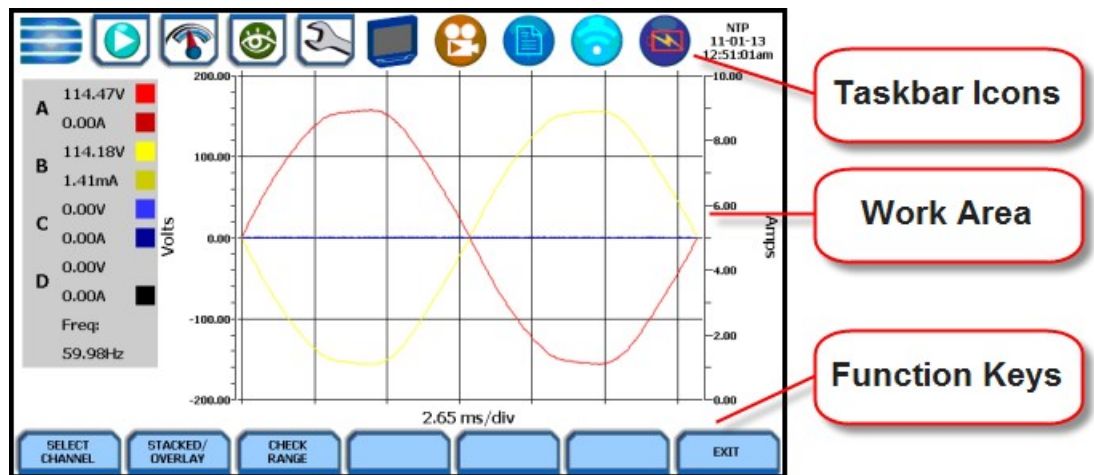 NTP
11-01-13
12:51:01am
Taskbar Icons
A
114.47V
0.00A
B
114.18V
1.41mA
C
0.00V
0.00A
D
0.00V
0.00A
Freq:
59.98Hz
Volts
200.00
100.00
0.00
-100.00
-200.00
10.00
8.00
6.00
4.00
2.00
0.00
Amps
Work Area
2.65 ms/div
Function Keys
SELECT
CHANNEL
STACKED/
OVERLAY
CHECK
RANGE
EXIT